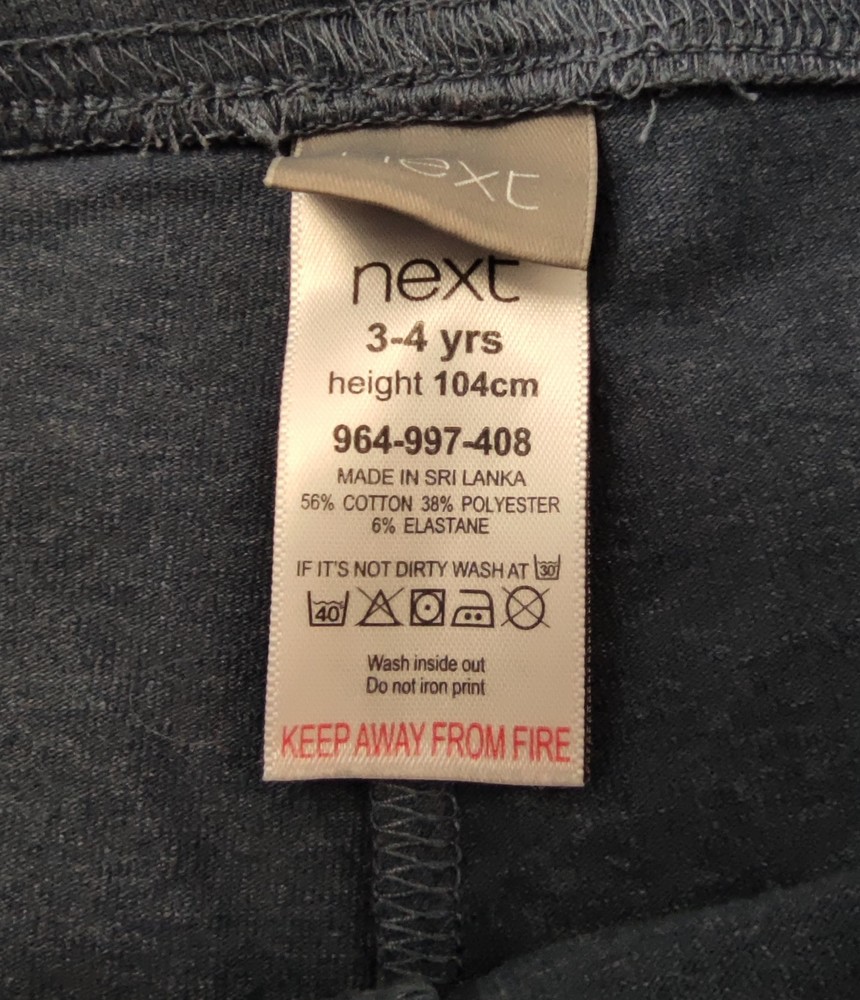 next
next
3-4 yrs
height 104cm
964-997-408
MADE IN SRI LANKA
56% COTTON 38% POLYESTER
6% ELASTANE
IF IT'S NOT DIRTY WASH AT 30°
40°
Wash inside out
Do not iron print
KEEP AWAY FROM FIRE